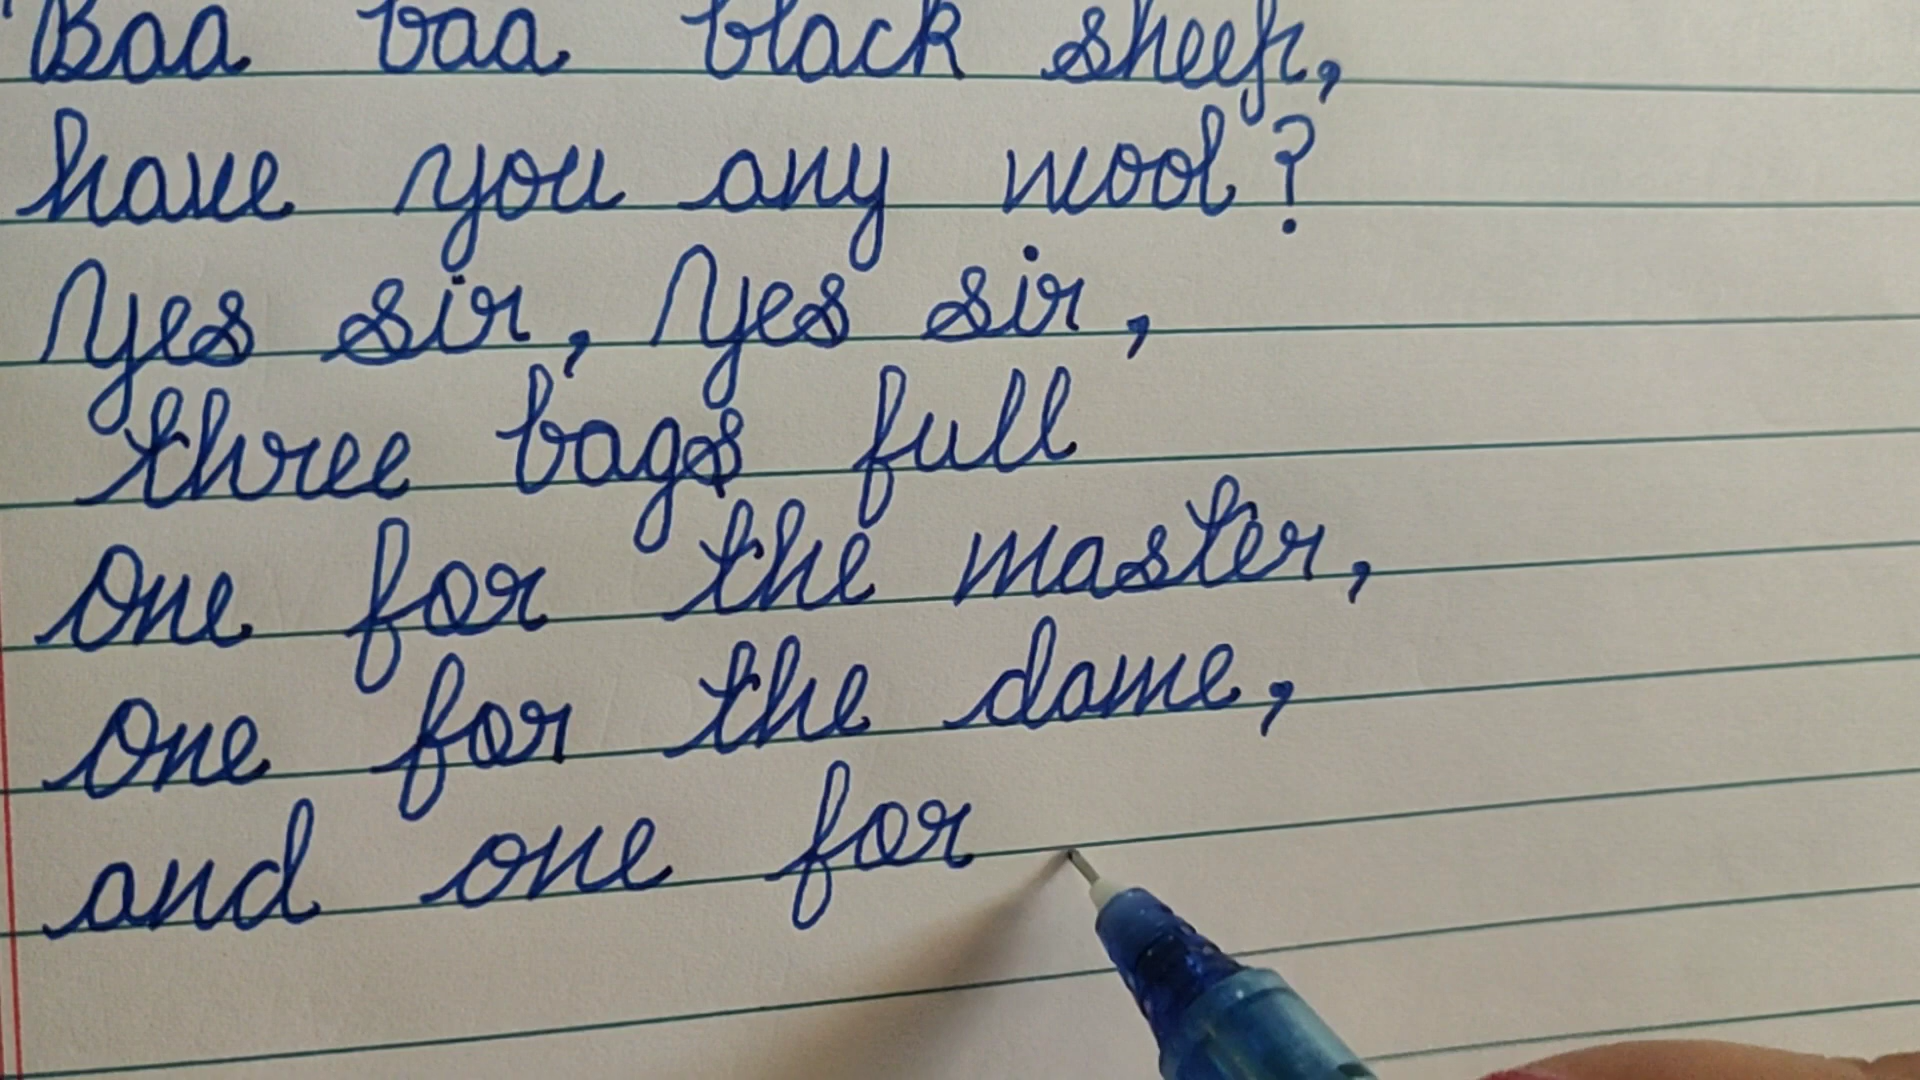 Baa baa black sheep,
have you any wool?
Yes sir, Yes sir,
three bags full
One for the master,
One for the dame,
and one for